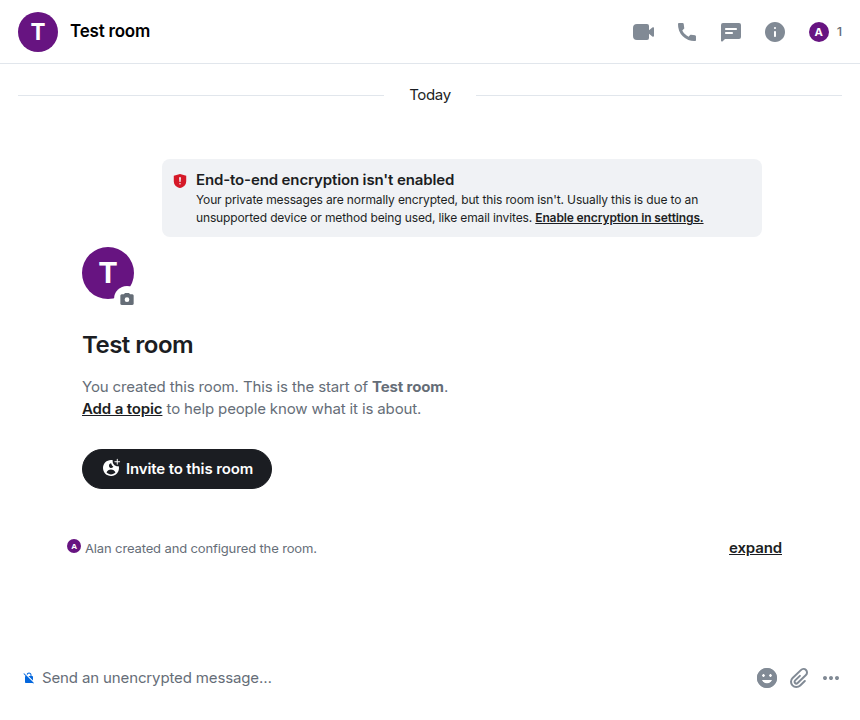 T Test room A 1
Today
End-to-end encryption isn't enabled
Your private messages are normally encrypted, but this room isn't. Usually this is due to an
unsupported device or method being used, like email invites. Enable encryption in settings.
T
Test room
You created this room. This is the start of Test room.
Add a topic to help people know what it is about.
Invite to this room
A Alan created and configured the room. expand
Send an unencrypted message...